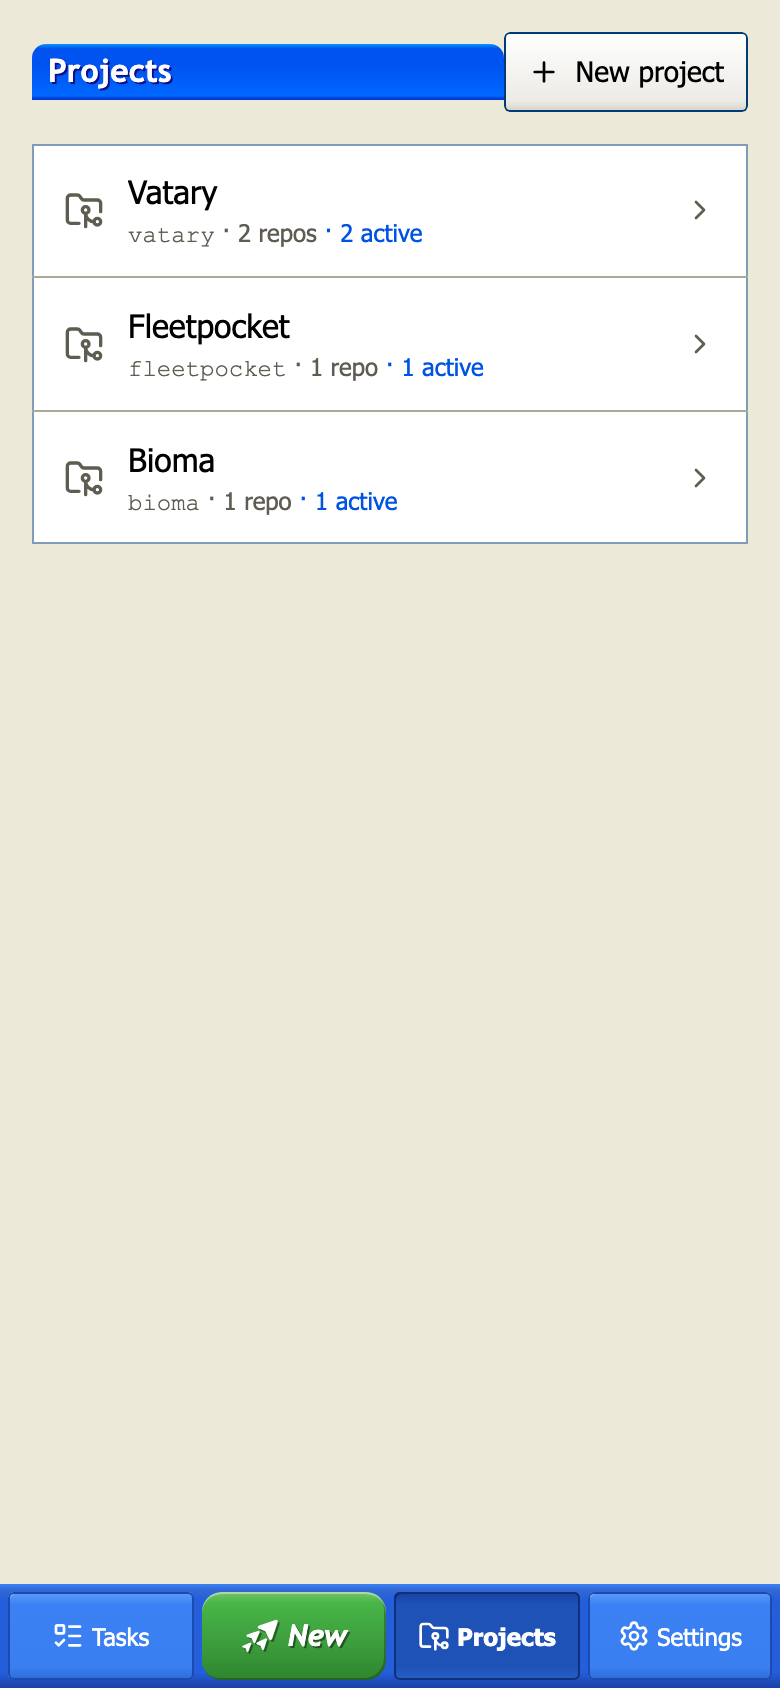 Projects
New project
Vatary
vatary · 2 repos · 2 active
Fleetpocket
fleetpocket · 1 repo · 1 active
Bioma
bioma · 1 repo · 1 active
Tasks
New
Projects
Settings